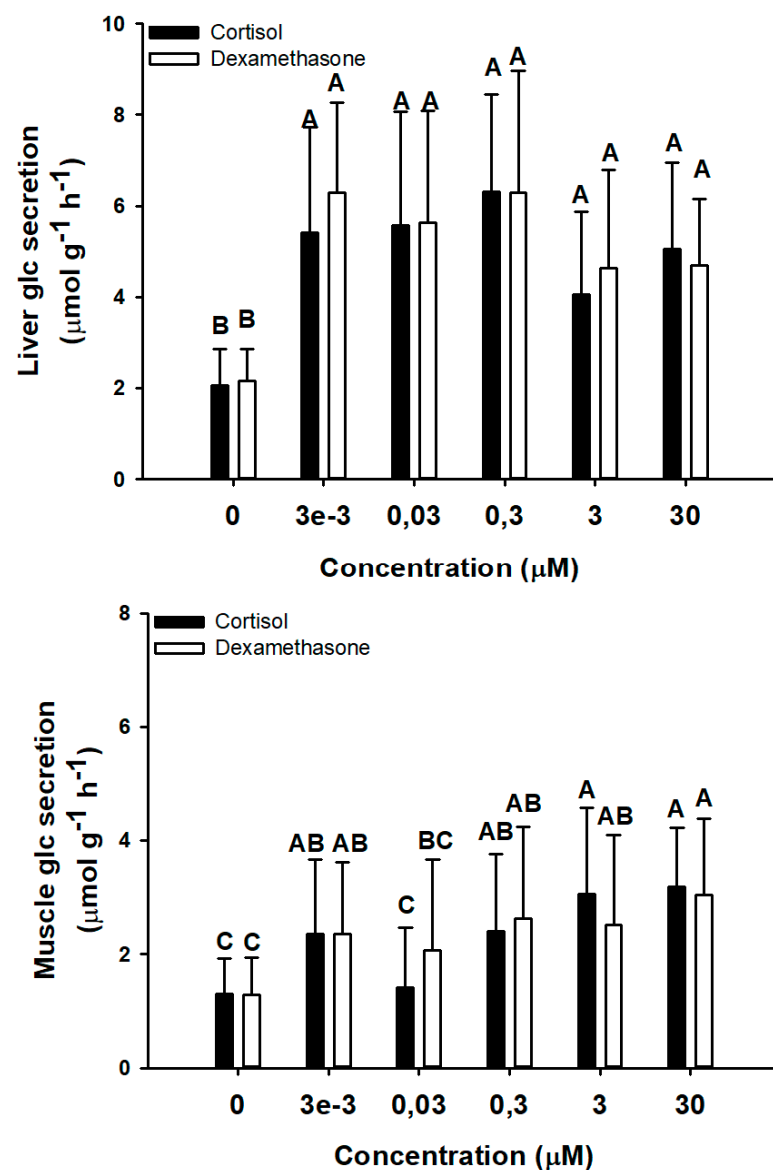 10
Cortisol
Dexamethasone
A
A
A
A
A
A
A
A
A
A
8
6
4
B
B
2
0
Liver glc secretion
(μmol g-1 h-1)
0 3e-3 0,03 0,3 3 30
Concentration (μM)
8
Cortisol
Dexamethasone
6
A
A
A
AB
AB
AB
AB
AB
BC
4
C
C
C
2
0
Muscle glc secretion
(μmol g-1 h-1)
0 3e-3 0,03 0,3 3 30
Concentration (μM)